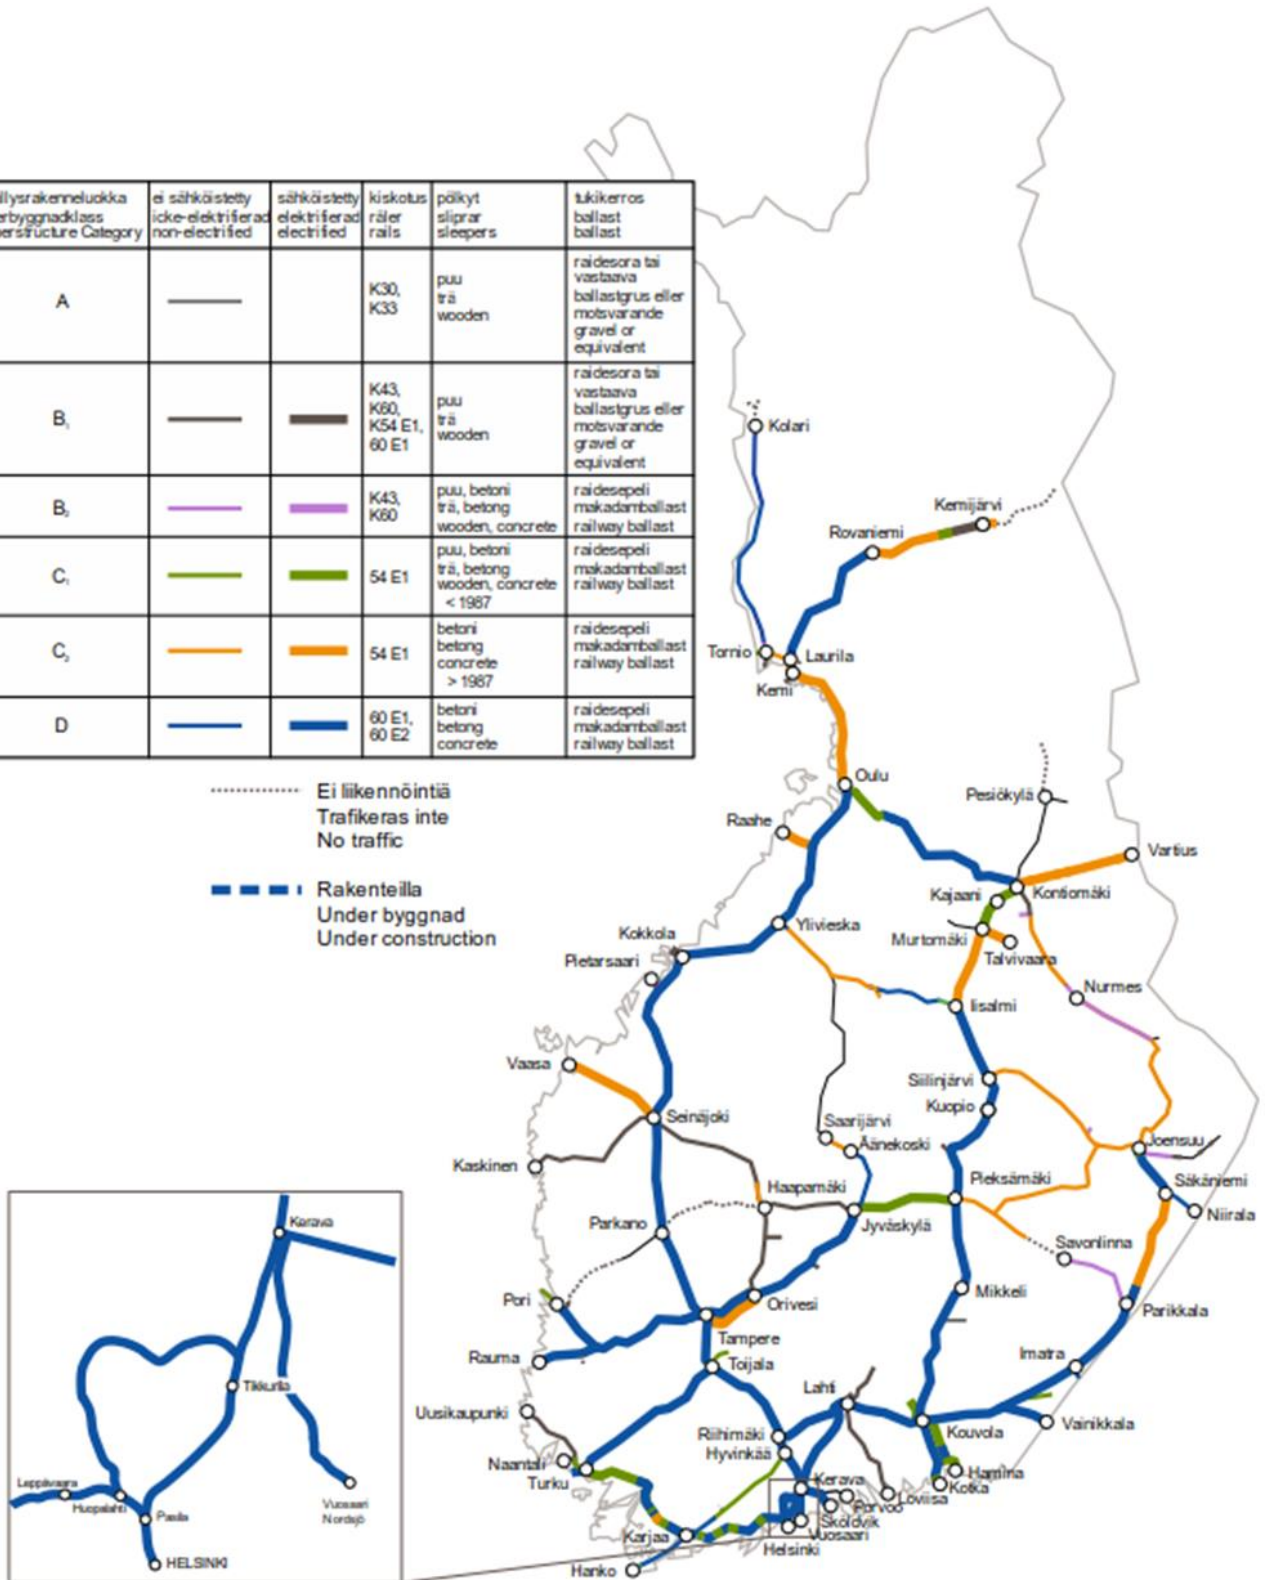 llysrakenneluokka
erbyggnadklass
erstructure Category
ei sähköistetty
icke-elektrifierad
non-electrified
sähköistetty
elektrifierad
electrified
kiskotus
räler
rails
pölkyt
sliprar
sleepers
tukikerros
ballast
ballast
A
K30,
K33
puu
trä
wooden
raidesora tai
vastaava
ballastgrus eller
motsvarande
gravel or
equivalent
B₁
K43,
K60,
K54 E1,
60 E1
puu
trä
wooden
raidesora tai
vastaava
ballastgrus eller
motsvarande
gravel or
equivalent
B₂
K43,
K60
puu, betoni
trä, betong
wooden, concrete
raidesepeli
makadamballast
railway ballast
C₁
54 E1
puu, betoni
trä, betong
wooden, concrete
< 1987
raidesepeli
makadamballast
railway ballast
C₂
54 E1
betoni
betong
concrete
> 1987
raidesepeli
makadamballast
railway ballast
D
60 E1,
60 E2
betoni
betong
concrete
raidesepeli
makadamballast
railway ballast
Ei liikennöintiä
Trafikeras inte
No traffic
Rakenteilla
Under byggnad
Under construction
Kolari
Kemijärvi
Rovaniemi
Tornio
Laurila
Kemi
Oulu
Pesiökylä
Raahe
Vartius
Kajaani
Kontiomäki
Ylivieska
Kokkola
Murtomäki
Talvivaara
Pietarsaari
Nurmes
Iisalmi
Vaasa
Siilinjärvi
Kuopio
Seinäjoki
Saarijärvi
Äänekoski
Joensuu
Kaskinen
Haapamäki
Pieksämäki
Säkäniemi
Parkano
Jyväskylä
Niirala
Savonlinna
Pori
Orivesi
Mikkeli
Parikkala
Tampere
Rauma
Toijala
Imatra
Lahti
Uusikaupunki
Riihimäki
Kouvola
Vainikkala
Hyvinkää
Naantali
Turku
Kerava
Hamina
Kotka
Loviisa
Porvoo
Sköldvik
Vuosaari
Karjaa
Helsinki
Hanko
Kerava
Tikkurila
Leppävaara
Huopalahti
Pasila
Vuosaari
Nordsjö
HELSINKI